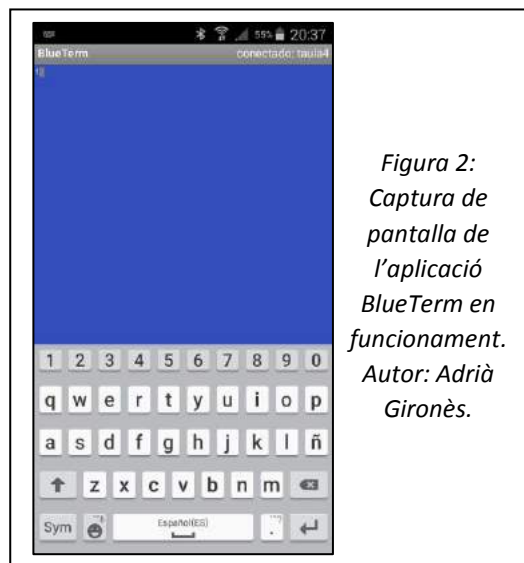 55% 20:37
BlueTerm conectado: taula4
1 2 3 4 5 6 7 8 9 0
q w e r t y u i o p
a s d f g h j k l ñ
z x c v b n m
Sym Español(ES) .
Figura 2:
Captura de
pantalla de
l’aplicació
BlueTerm en
funcionament.
Autor: Adrià
Gironès.